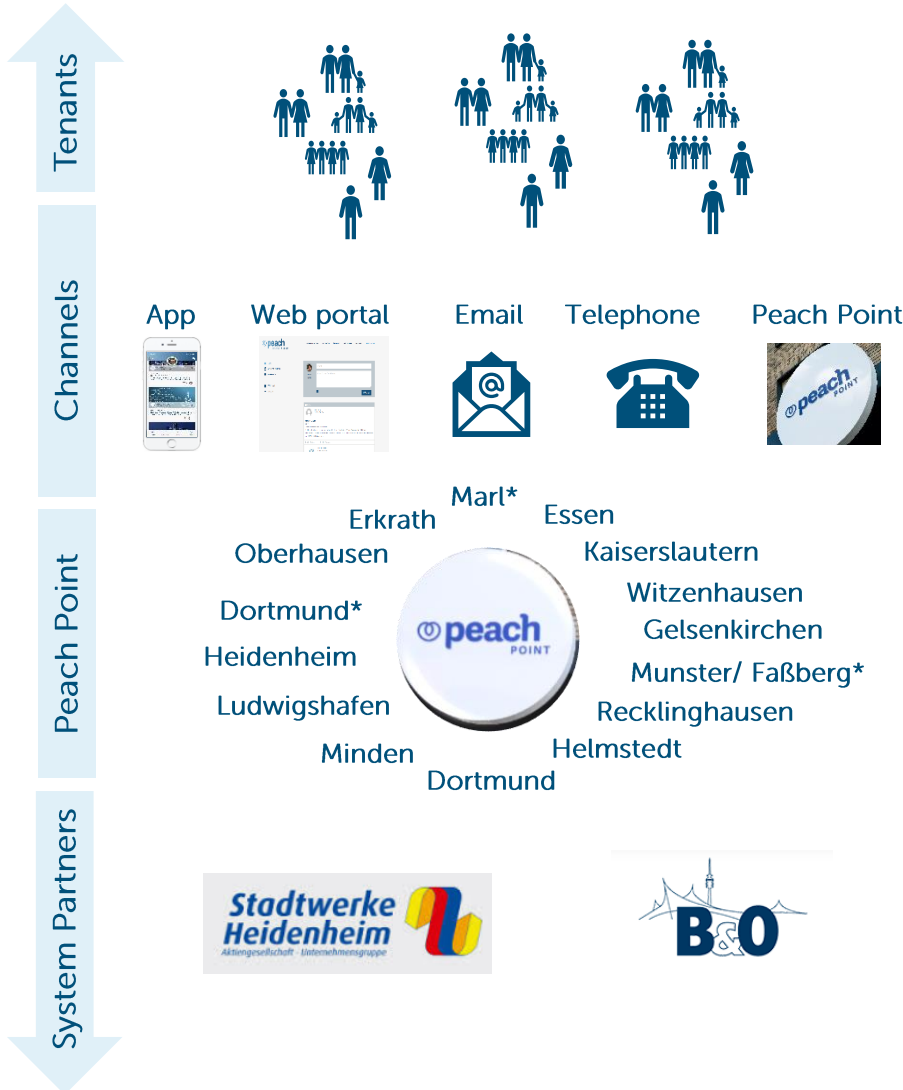 Tenants
Channels
App
Web portal
Email
Telephone
Peach Point
peach
@
peach
POINT
Peach Point
Marl*
Erkrath
Essen
Oberhausen
Kaiserslautern
Witzenhausen
Dortmund*
Gelsenkirchen
Heidenheim
Munster/ Faßberg*
Ludwigshafen
Recklinghausen
Minden
Helmstedt
Dortmund
peach
POINT
System Partners
Stadtwerke
Heidenheim
Aktiengesellschaft - Unternehmensgruppe
B&O